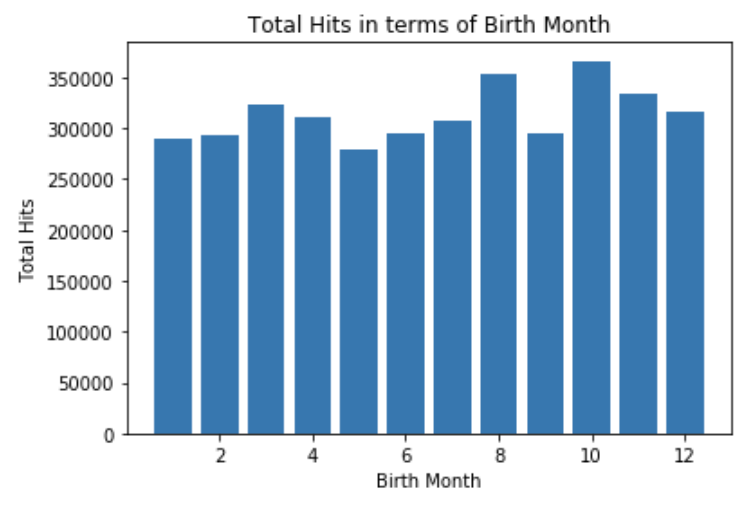 Total Hits in terms of Birth Month
350000
300000
250000
200000
150000
100000
50000
0
Total Hits
2 4 6 8 10 12
Birth Month